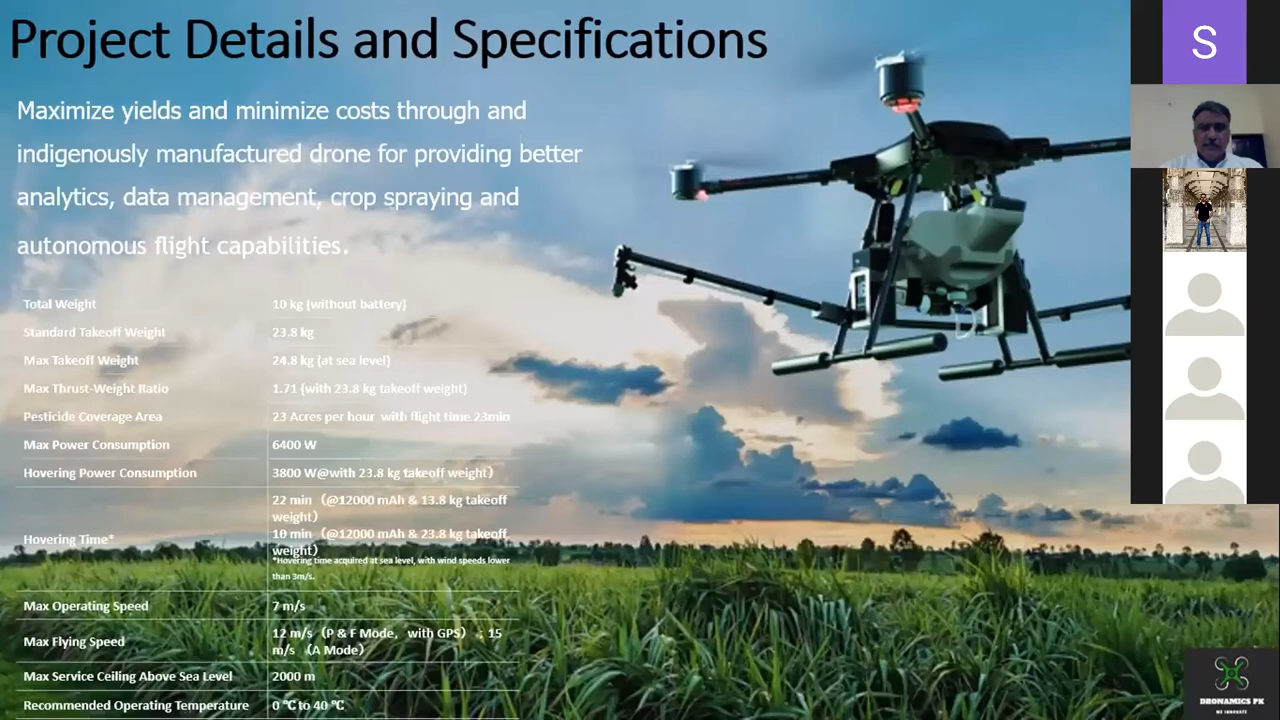 Project Details and Specifications
S
Maximize yields and minimize costs through and
indigenously manufactured drone for providing better
analytics, data management, crop spraying and
autonomous flight capabilities.
Total Weight 10 kg (without battery)
Standard Takeoff Weight 23.8 kg
Max Takeoff Weight 24.8 kg (at sea level)
Max Thrust-Weight Ratio 1.71 (with 23.8 kg takeoff weight)
Pesticide Coverage Area 23 Acres per hour with flight time 23min
Max Power Consumption 6400 W
Hovering Power Consumption 3800 W@with 23.8 kg takeoff weight）
Hovering Time* 22 min（@12000 mAh & 13.8 kg takeoff
weight）
10 min（@12000 mAh & 23.8 kg takeoff
weight）
*Hovering time acquired at sea level, with wind speeds lower
than 3m/s.
Max Operating Speed 7 m/s
Max Flying Speed 12 m/s（P & F Mode，with GPS）；15
m/s （A Mode）
Max Service Ceiling Above Sea Level 2000 m
Recommended Operating Temperature 0 ℃ to 40 ℃
DRONAMICS PK
WE INNOVATE